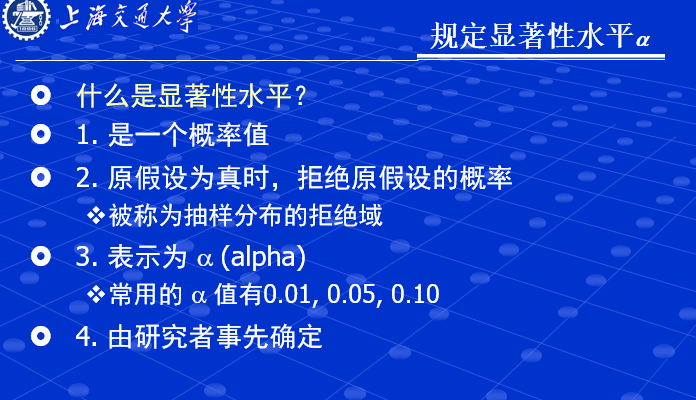 上海交通大学
规定显著性水平α
什么是显著性水平?
1. 是一个概率值
2. 原假设为真时，拒绝原假设的概率
❖被称为抽样分布的拒绝域
3. 表示为 α (alpha)
❖常用的 α 值有0.01, 0.05, 0.10
4. 由研究者事先确定